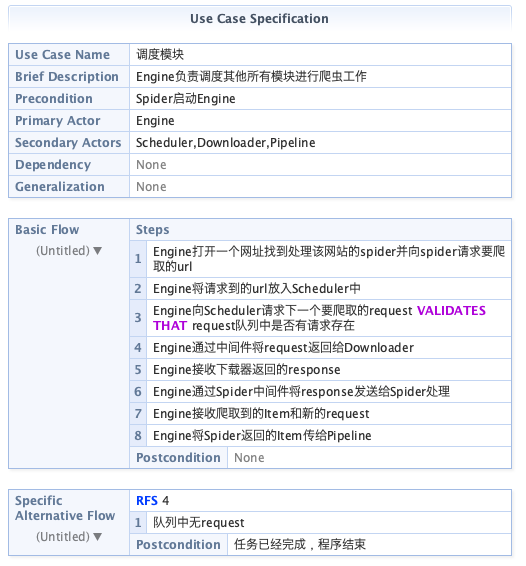 Use Case Specification
Use Case Name 调度模块
Brief Description Engine负责调度其他所有模块进行爬虫工作
Precondition Spider启动Engine
Primary Actor Engine
Secondary Actors Scheduler,Downloader,Pipeline
Dependency None
Generalization None
Basic Flow Steps
(Untitled) ▼
1 Engine打开一个网址找到处理该网站的spider并向spider请求要爬
取的url
2 Engine将请求到的url放入Scheduler中
3 Engine向Scheduler请求下一个要爬取的request VALIDATES
THAT request队列中是否有请求存在
4 Engine通过中间件将request返回给Downloader
5 Engine接收下载器返回的response
6 Engine通过Spider中间件将response发送给Spider处理
7 Engine接收爬取到的Item和新的request
8 Engine将Spider返回的Item传给Pipeline
Postcondition None
Specific
Alternative Flow
(Untitled) ▼
RFS 4
1 队列中无request
Postcondition 任务已经完成，程序结束